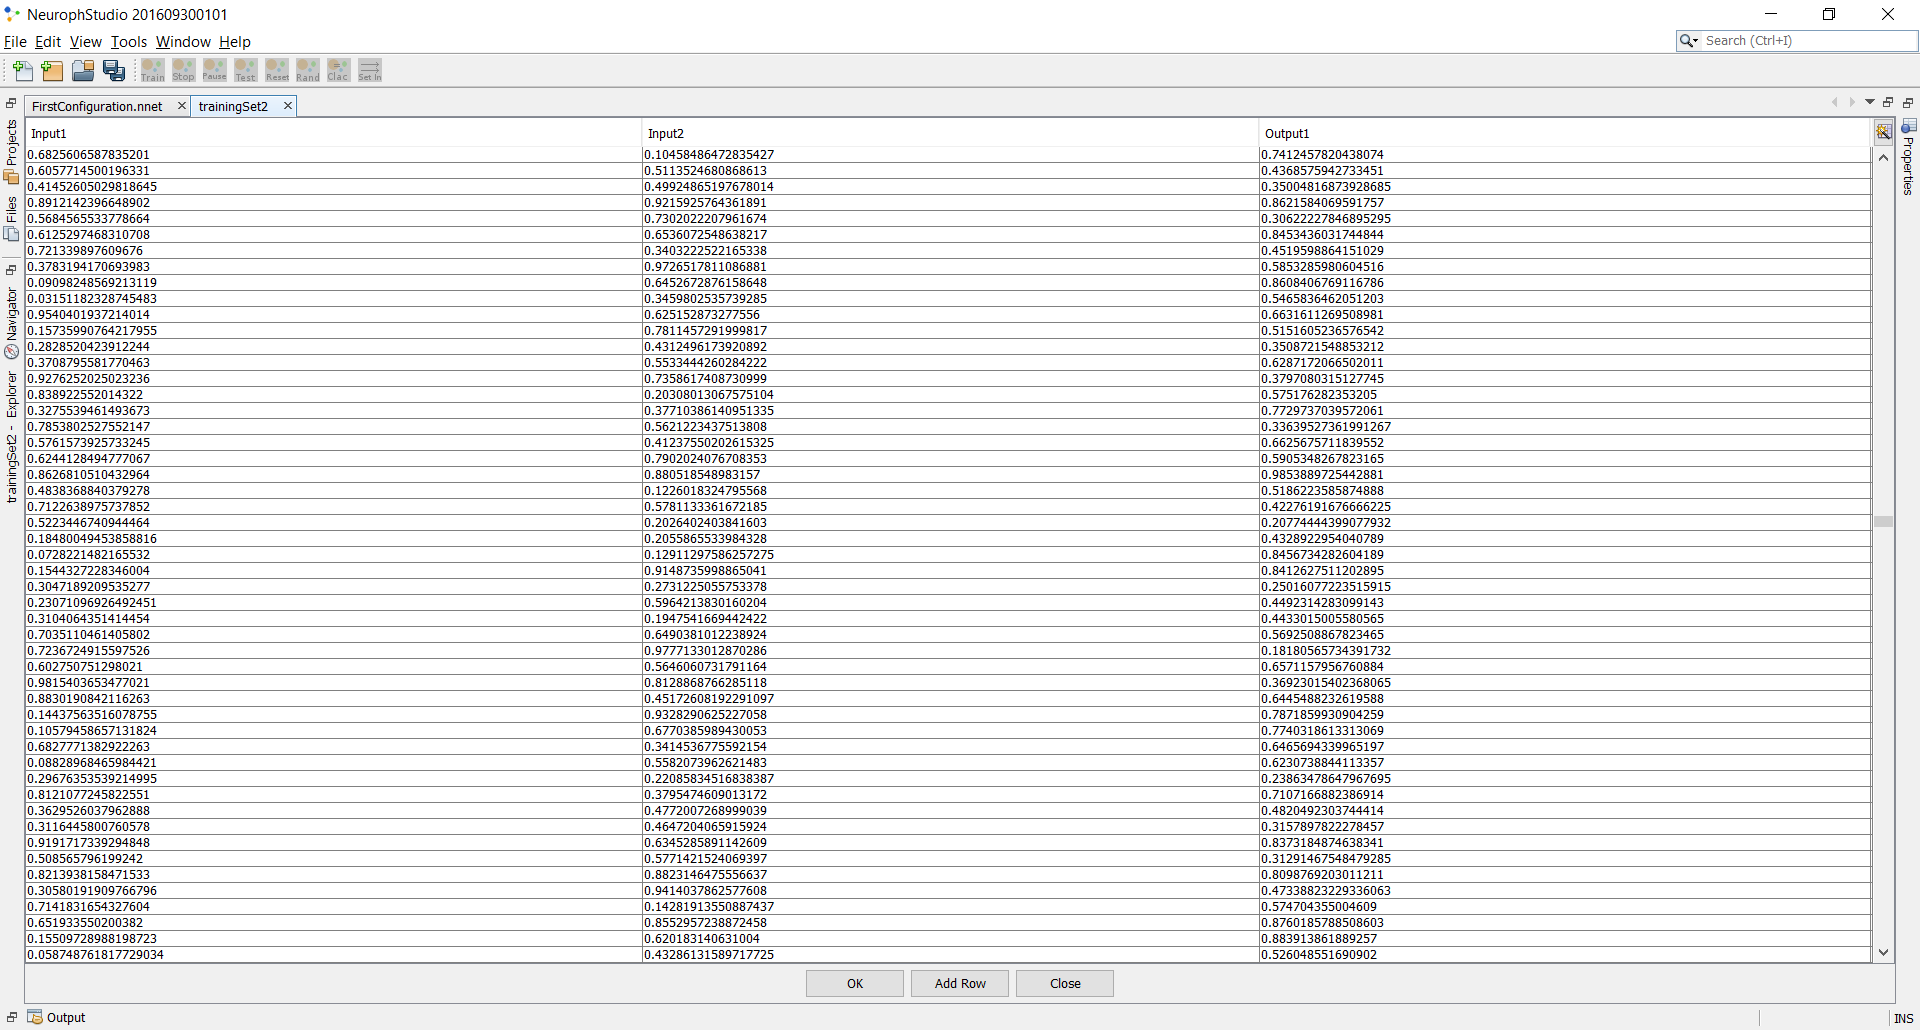 NeurophStudio 201609300101
File Edit View Tools Window Help
Search (Ctrl+I)
Train Stop Pause Test Reset Rand Clac Set In
FirstConfiguration.nnet trainingSet2
Projects
Files
Navigator
trainingSet2 - Explorer
Properties
Input1 Input2 Output1
0.6825606587835201 0.10458486472835427 0.7412457820438074
0.6057714500196331 0.5113524680868613 0.4368575942733451
0.41452605029818645 0.49924865197678014 0.35004816873928685
0.8912142396648902 0.9215925764361891 0.8621584069591757
0.5684565533778664 0.7302022207961674 0.30622227846895295
0.6125297468310708 0.6536072548638217 0.8453436031744844
0.721339897609676 0.3403222522165338 0.4519598864151029
0.3783194170693983 0.9726517811086881 0.5853285980604516
0.09098248569213119 0.6452672876158648 0.8608406769116786
0.03151182328745483 0.3459802535739285 0.5465836462051203
0.9540401937214014 0.625152873277556 0.6631611269508981
0.15735990764217955 0.7811457291999817 0.5151605236576542
0.2828520423912244 0.4312496173920892 0.3508721548853212
0.3708795581770463 0.5533444260284222 0.6287172066502011
0.9276252025023236 0.7358617408730999 0.3797080315127745
0.838922552014322 0.20308013067575104 0.575176282353205
0.3275539461493673 0.37710386140951335 0.7729737039572061
0.7853802527552147 0.5621223437513808 0.33639527361991267
0.5761573925733245 0.41237550202615325 0.6625675711839552
0.6244128494777067 0.7902024076708353 0.5905348267823165
0.8626810510432964 0.880518548983157 0.9853889725442881
0.4838368840379278 0.1226018324795568 0.5186223585874888
0.7122638975737852 0.5781133361672185 0.42276191676666225
0.5223446740944464 0.2026402403841603 0.20774444399077932
0.18480049453858816 0.2055865533984328 0.4328922954040789
0.0728221482165532 0.12911297586257275 0.8456734282604189
0.1544327228346004 0.9148735998865041 0.8412627511202895
0.3047189209535277 0.2731225055753378 0.25016077223515915
0.23071096926492451 0.5964213830160204 0.4492314283099143
0.3104064351414454 0.1947541669442422 0.4433015005580565
0.7035110461405802 0.6490381012238924 0.5692508867823465
0.7236724915597526 0.9777133012870286 0.18180565734391732
0.602750751298021 0.5646060731791164 0.6571157956760884
0.9815403653477021 0.8128868766285118 0.36923015402368065
0.8830190842116263 0.45172608192291097 0.6445488232619588
0.14437563516078755 0.9328290625227058 0.7871859930904259
0.10579458657131824 0.6770385989430053 0.7740318613313069
0.6827771382922263 0.3414536775592154 0.6465694339965197
0.08828968465984421 0.5582073962621483 0.6230738844113357
0.29676353539214995 0.22085834516838387 0.23863478647967695
0.8121077245822551 0.3795474609013172 0.7107166882386914
0.3629526037962888 0.4772007268999039 0.4820492303744414
0.3116445800760578 0.4647204065915924 0.3157897822278457
0.9191717339294848 0.6345285891142609 0.8373184874638341
0.508565796199242 0.5771421524069397 0.31291467548479285
0.8213938158471533 0.8823146475556637 0.8098769203011211
0.30580191909766796 0.9414037862577608 0.47338823229336063
0.7141831654327604 0.14281913550887437 0.574704355004609
0.651933550200382 0.8552957238872458 0.8760185788508603
0.15509728988198723 0.620183140631004 0.883913861889257
0.058748761817729034 0.43286131589717725 0.526048551690902
OK Add Row Close
Output
INS